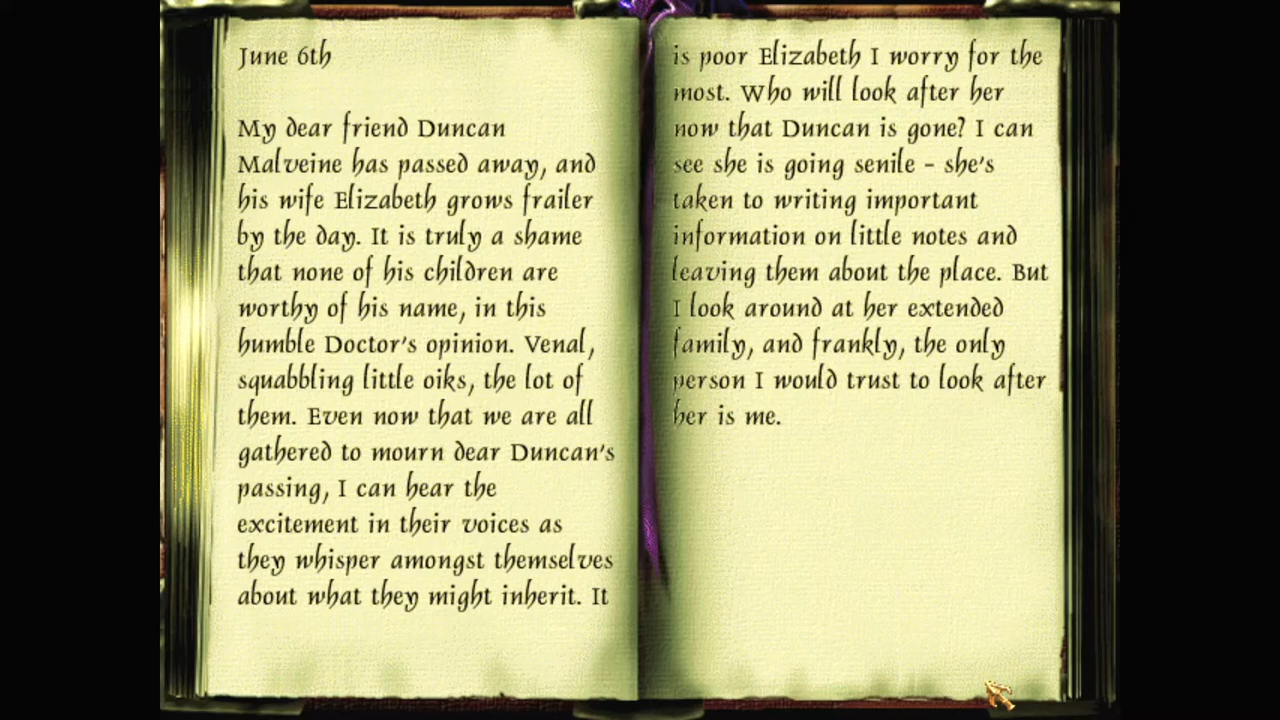 June 6th
My dear friend Duncan
Malveine has passed away, and
his wife Elizabeth grows frailer
by the day. It is truly a shame
that none of his children are
worthy of his name, in this
humble Doctor's opinion. Venal,
squabbling little oiks, the lot of
them. Even now that we are all
gathered to mourn dear Duncan's
passing, I can hear the
excitement in their voices as
they whisper amongst themselves
about what they might inherit. It
is poor Elizabeth I worry for the
most. Who will look after her
now that Duncan is gone? I can
see she is going senile - she's
taken to writing important
information on little notes and
leaving them about the place. But
I look around at her extended
family, and frankly, the only
person I would trust to look after
her is me.